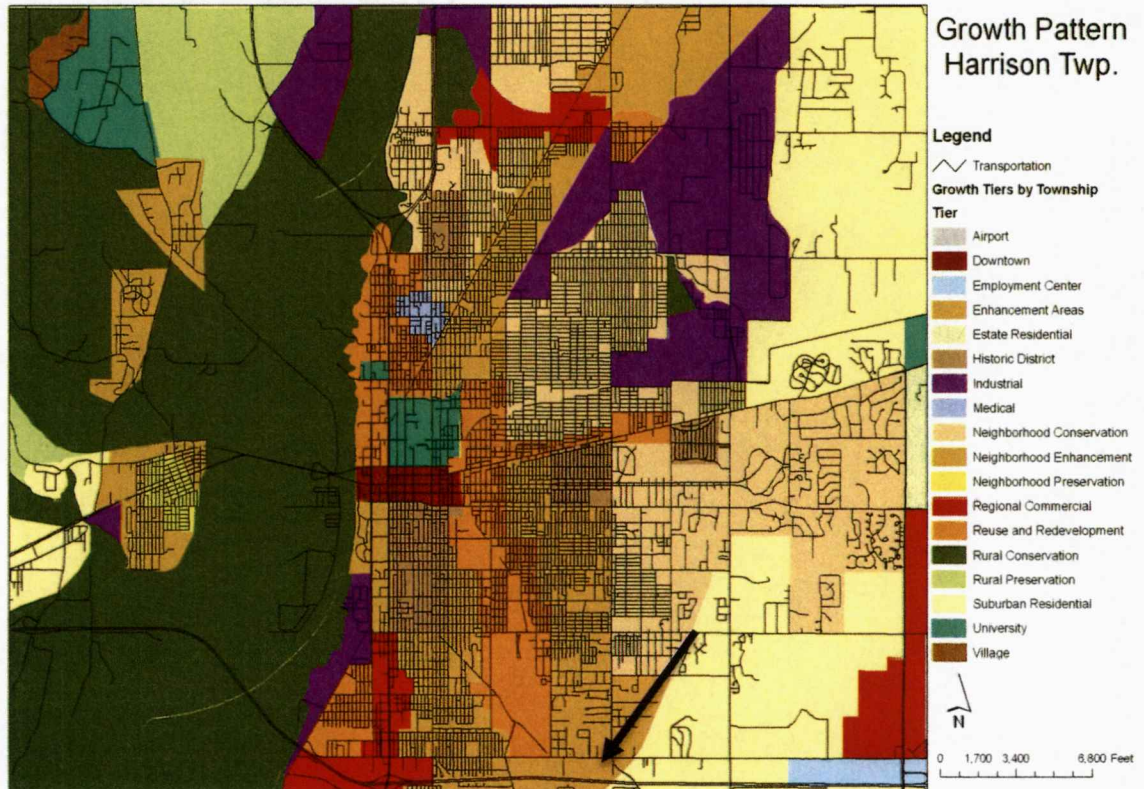 Growth Pattern
Harrison Twp.
Legend
Transportation
Growth Tiers by Township
Tier
Airport
Downtown
Employment Center
Enhancement Areas
Estate Residential
Historic District
Industrial
Medical
Neighborhood Conservation
Neighborhood Enhancement
Neighborhood Preservation
Regional Commercial
Reuse and Redevelopment
Rural Conservation
Rural Preservation
Suburban Residential
University
Village
N
0 1,700 3,400 6,800 Feet